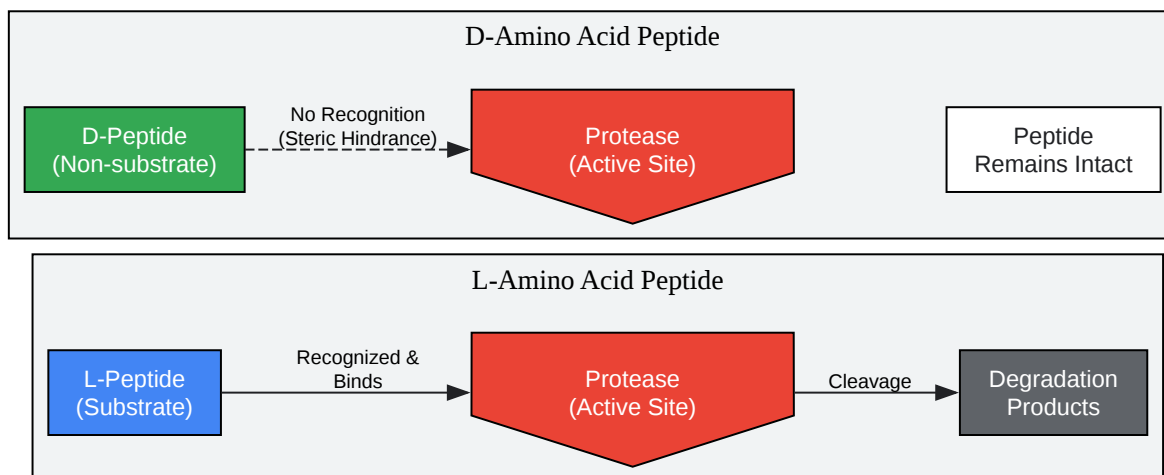 D-Amino Acid Peptide
D-Peptide
(Non-substrate)
No Recognition
(Steric Hindrance)
Protease
(Active Site)
Peptide
Remains Intact
L-Amino Acid Peptide
L-Peptide
(Substrate)
Recognized &
Binds
Protease
(Active Site)
Cleavage
Degradation
Products